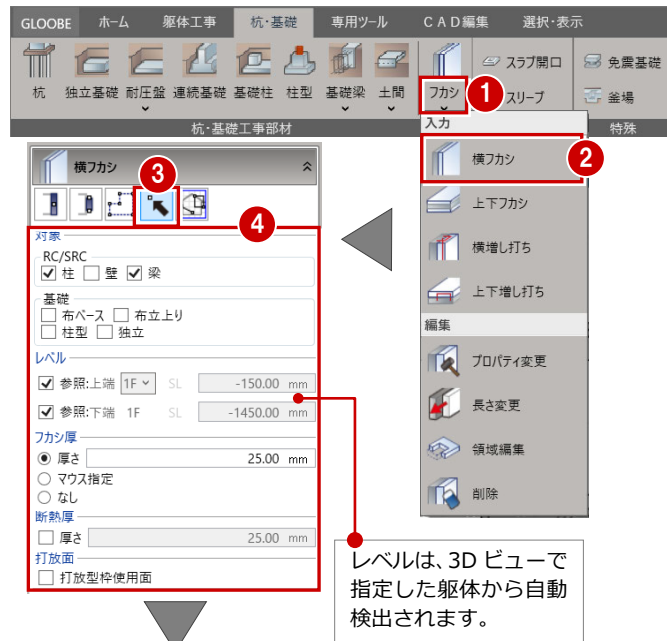 GLOOBE ホーム 躯体工事 杭・基礎 専用ツール CAD編集 選択・表示
杭 独立基礎 耐圧盤 連続基礎 基礎柱 柱型 基礎梁 土間 フカシ
スラブ開口
スリーブ
免震基礎
釜場
杭・基礎工事部材
特殊
1
入力
横フカシ
2
上下フカシ
横増し打ち
上下増し打ち
編集
プロパティ変更
長さ変更
領域編集
削除
横フカシ
3
4
対象
RC/SRC
柱 壁 梁
基礎
布ベース 布立上り
柱型 独立
レベル
参照:上端 1F SL -150.00 mm
参照:下端 1F SL -1450.00 mm
フカシ厚
厚さ 25.00 mm
マウス指定
なし
断熱厚
厚さ 25.00 mm
打放面
打放型枠使用面
レベルは、3D ビューで
指定した躯体から自動
検出されます。